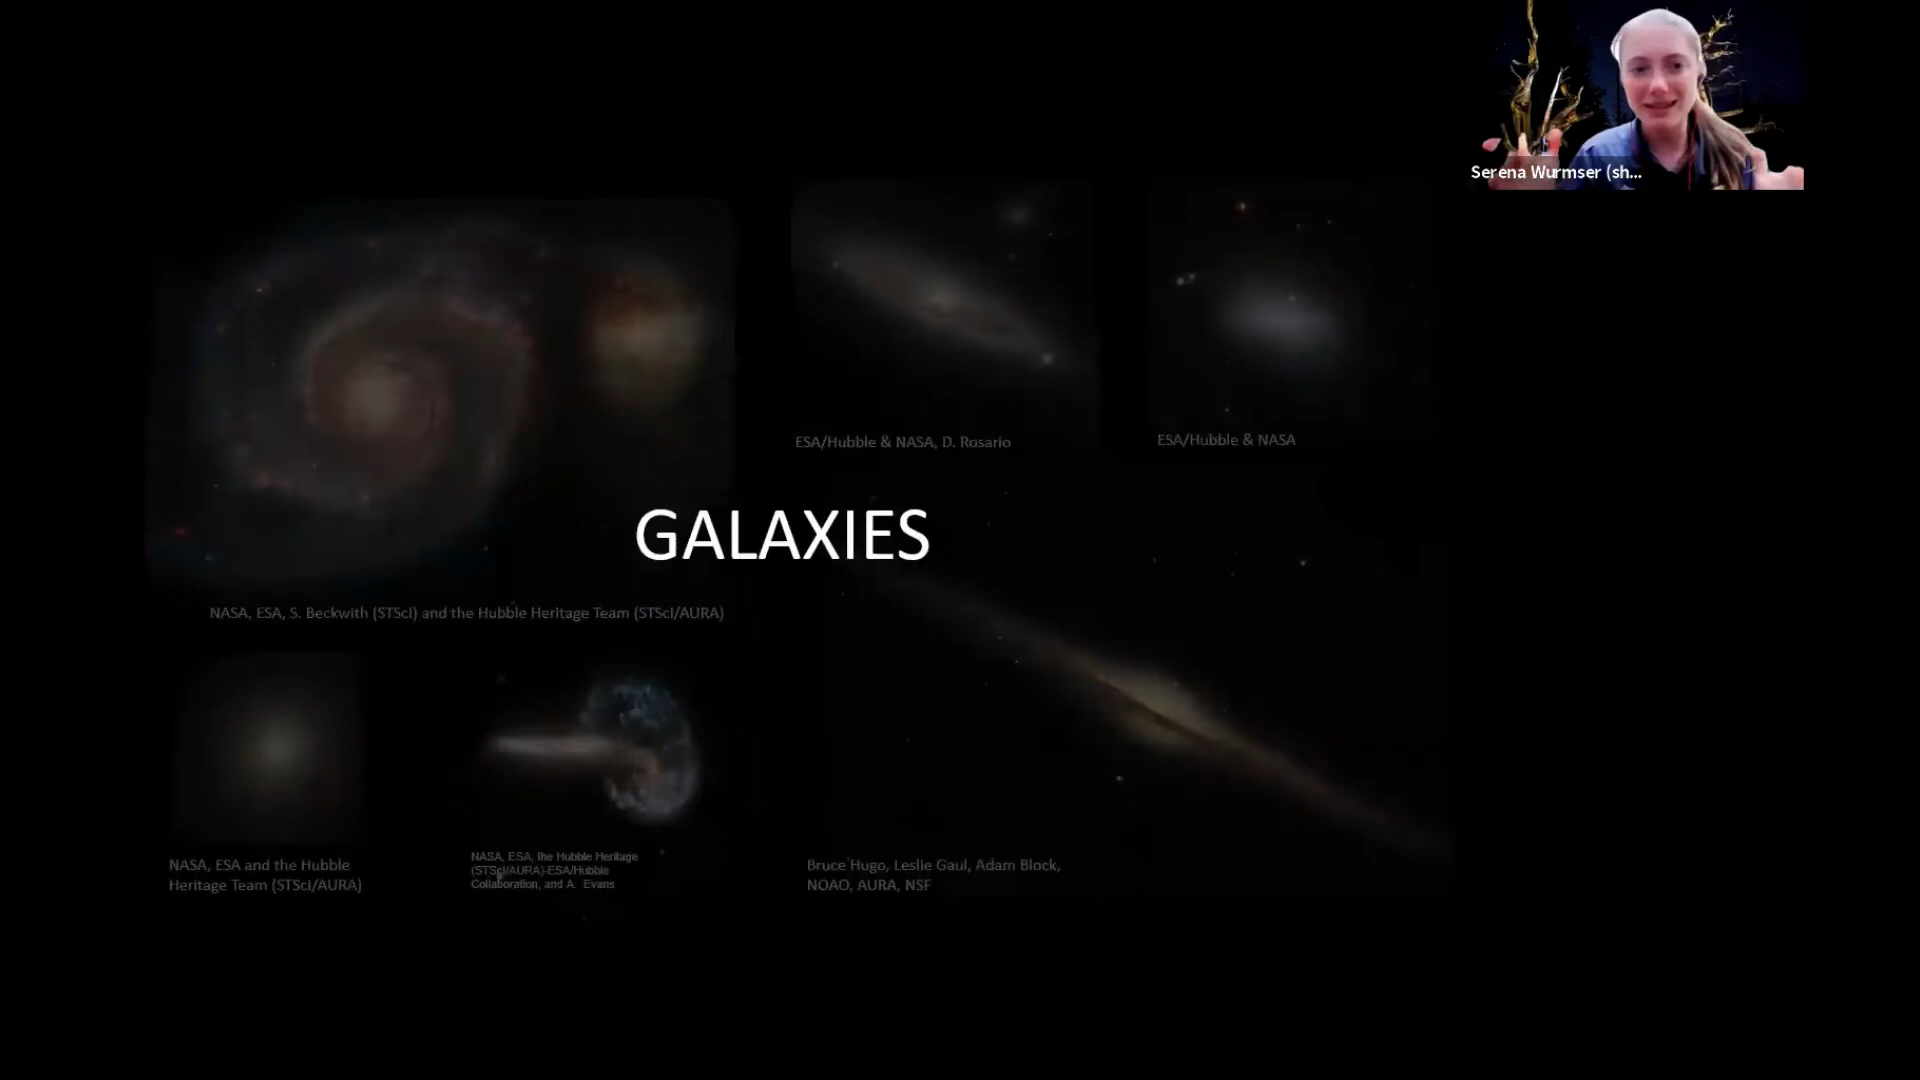 Serena Wurmser (sh...
ESA/Hubble & NASA, D. Rosario
ESA/Hubble & NASA
GALAXIES
NASA, ESA, S. Beckwith (STScI) and the Hubble Heritage Team (STScI/AURA)
NASA, ESA and the Hubble
Heritage Team (STScI/AURA)
NASA, ESA, the Hubble Heritage
(STScI/AURA)-ESA/Hubble
Collaboration, and A. Evans
Bruce Hugo, Leslie Gaul, Adam Block,
NOAO, AURA, NSF